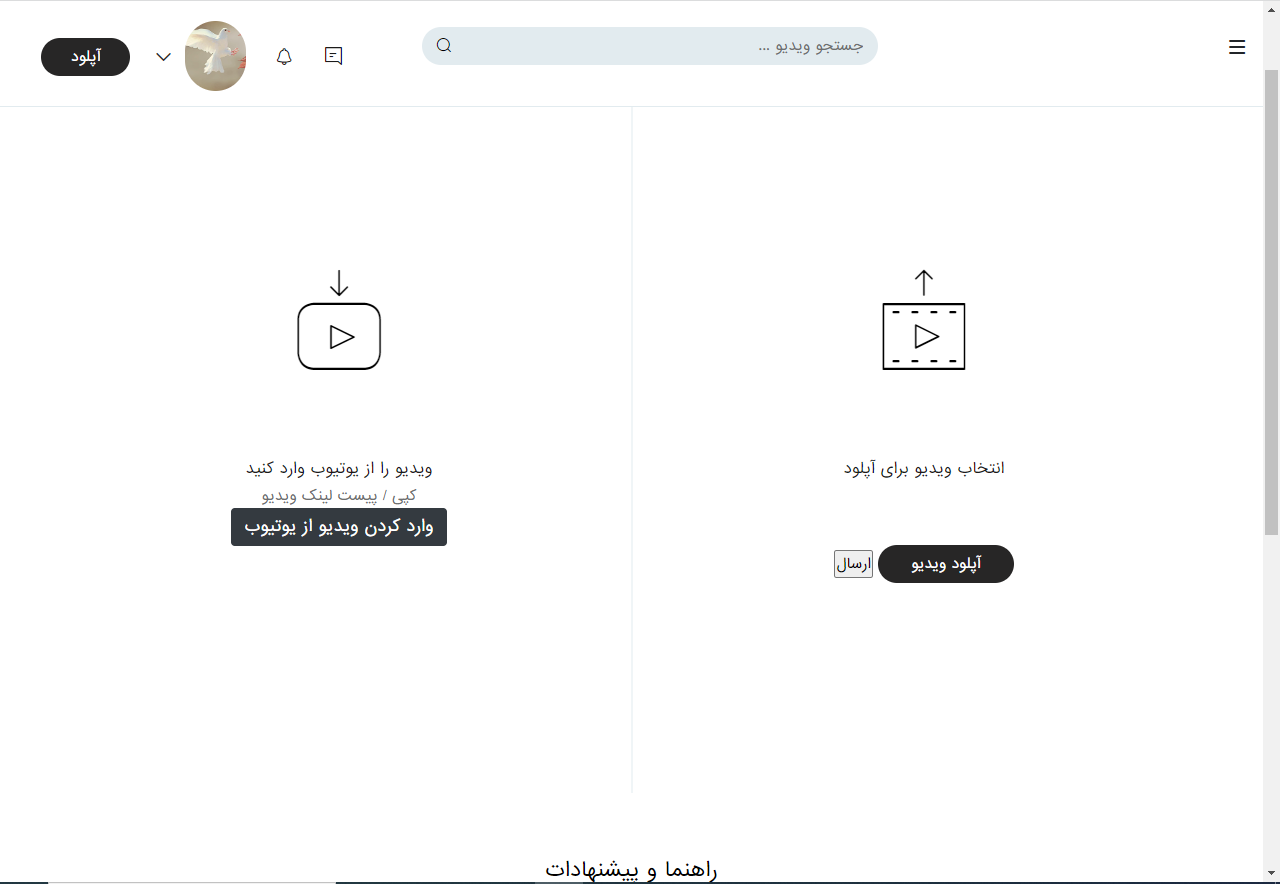 جستجو ویدیو ...
آپلود
انتخاب ویدیو برای آپلود
آپلود ویدیو
ارسال
ویدیو را از یوتیوب وارد کنید
کپی / پیست لینک ویدیو
وارد کردن ویدیو از یوتیوب
راهنما و پیشنهادات